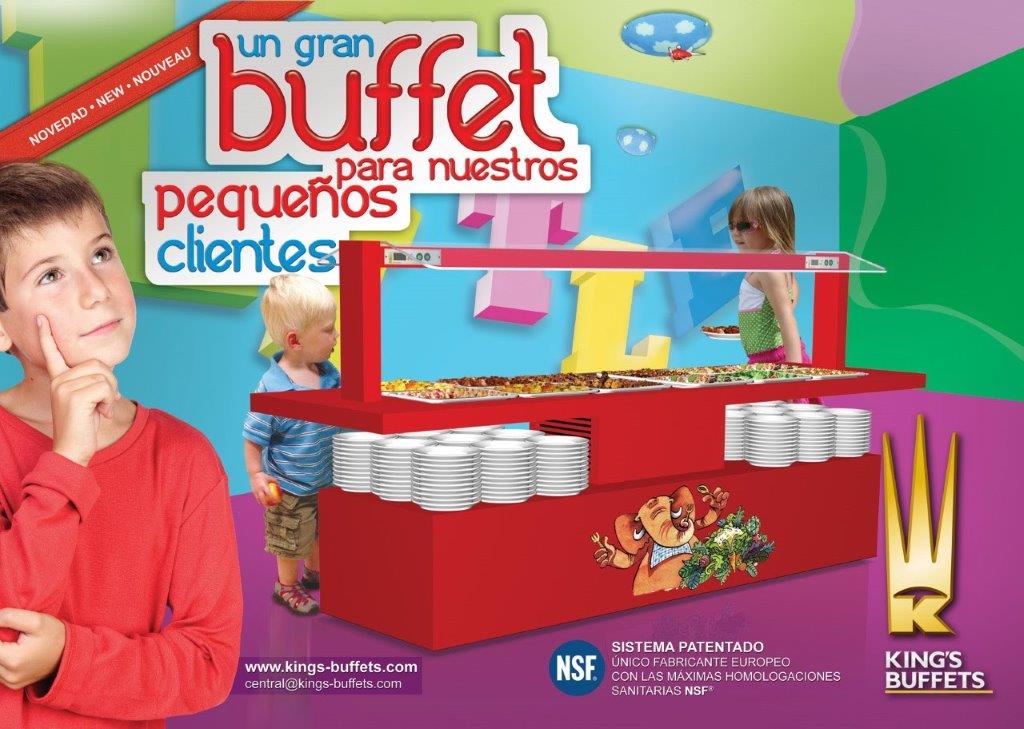 NOVEDAD • NEW • NOUVEAU
un gran
buffet
para nuestros
pequeños
clientes
www.kings-buffets.com
central@kings-buffets.com
NSF
SISTEMA PATENTADO
ÚNICO FABRICANTE EUROPEO
CON LAS MÁXIMAS HOMOLOGACIONES
SANITARIAS NSF®
K
KING'S
BUFFETS